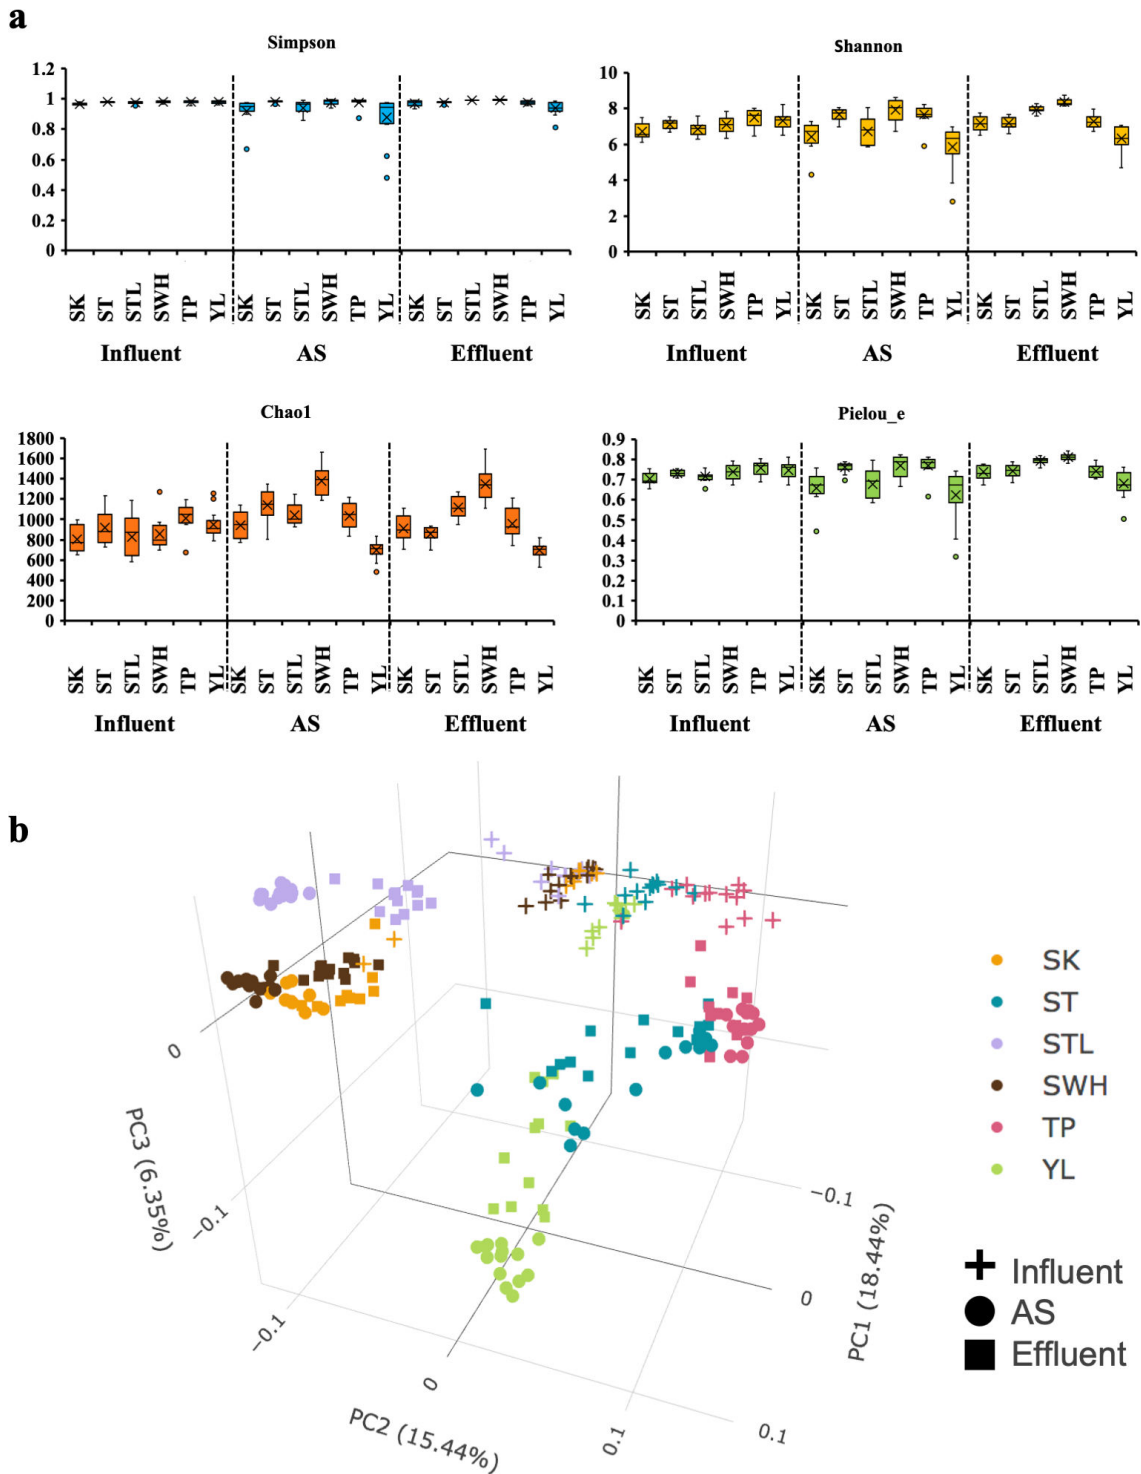 a
Simpson
1.2
1
0.8
0.6
0.4
0.2
0
SK ST STL SWH TP YL SK ST STL SWH TP YL SK ST STL SWH TP YL
Influent AS Effluent
Shannon
10
8
6
4
2
0
SK ST STL SWH TP YL SK ST STL SWH TP YL SK ST STL SWH TP YL
Influent AS Effluent
Chao1
1800
1600
1400
1200
1000
800
600
400
200
0
SK ST STL SWH TP YL SK ST STL SWH TP YL SK ST STL SWH TP YL
Influent AS Effluent
Pielou_e
0.9
0.8
0.7
0.6
0.5
0.4
0.3
0.2
0.1
0
SK ST STL SWH TP YL SK ST STL SWH TP YL SK ST STL SWH TP YL
Influent AS Effluent
b
0
−0.1
PC3 (6.35%)
−0.1
0
0.1
PC2 (15.44%)
−0.1
0
0.1
PC1 (18.44%)
SK
ST
STL
SWH
TP
YL
Influent
AS
Effluent